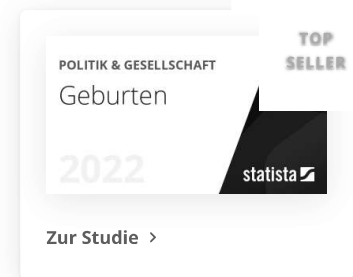 TOP
SELLER
POLITIK & GESELLSCHAFT
Geburten
2022
statista
Zur Studie >